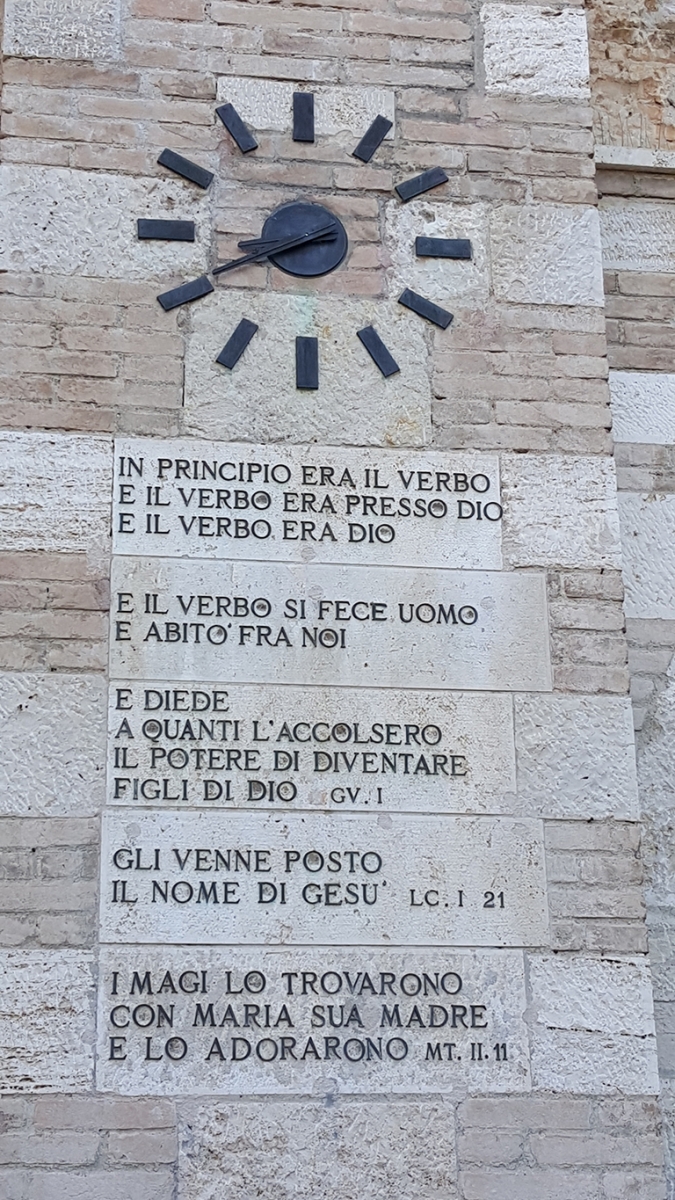 IN PRINCIPIO ERA IL VERBO
E IL VERBO ERA PRESSO DIO
E IL VERBO ERA DIO
E IL VERBO SI FECE UOMO
E ABITO' FRA NOI
E DIEDE
A QUANTI L'ACCOLSERO
IL POTERE DI DIVENTARE
FIGLI DI DIO GV. I
GLI VENNE POSTO
IL NOME DI GESU' LC. I 21
I MAGI LO TROVARONO
CON MARIA SUA MADRE
E LO ADORARONO MT. II. 11